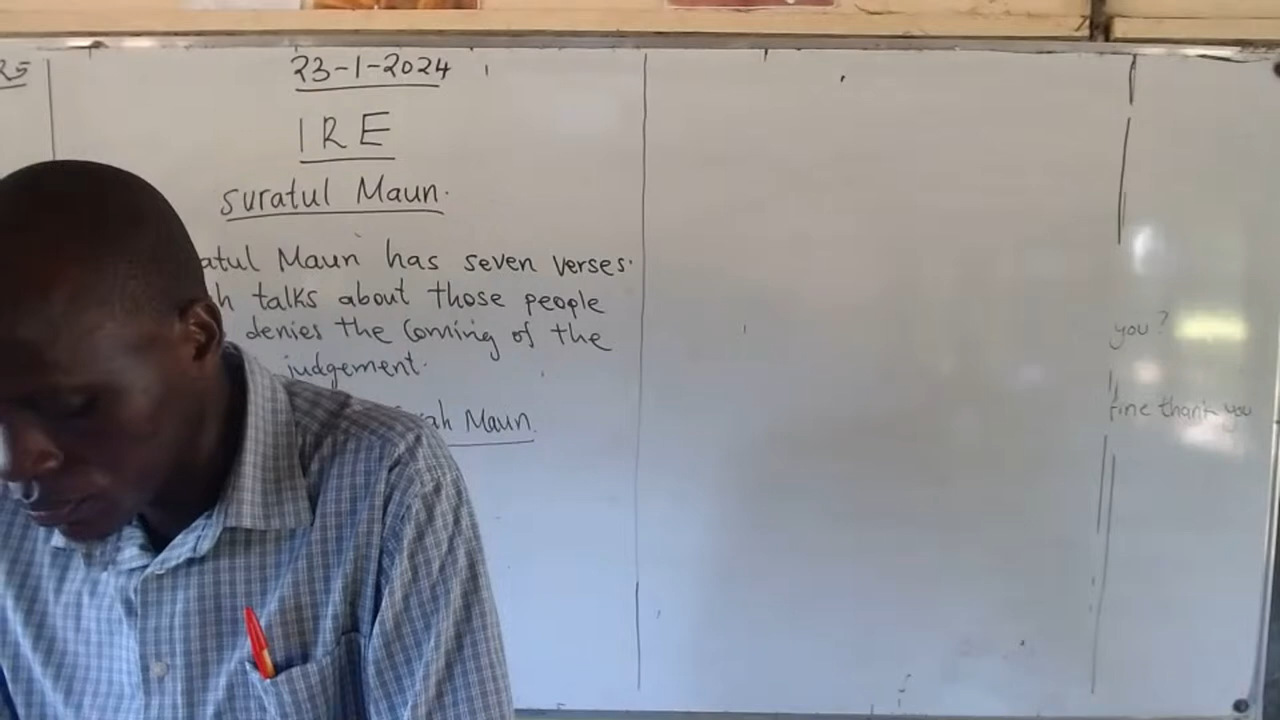 25
23-1-2024
IRE
suratul Maun.
atul Maun has seven verses.
h talks about those people
denies the coming of the
judgement.
ah Maun.
you?
fine thank you